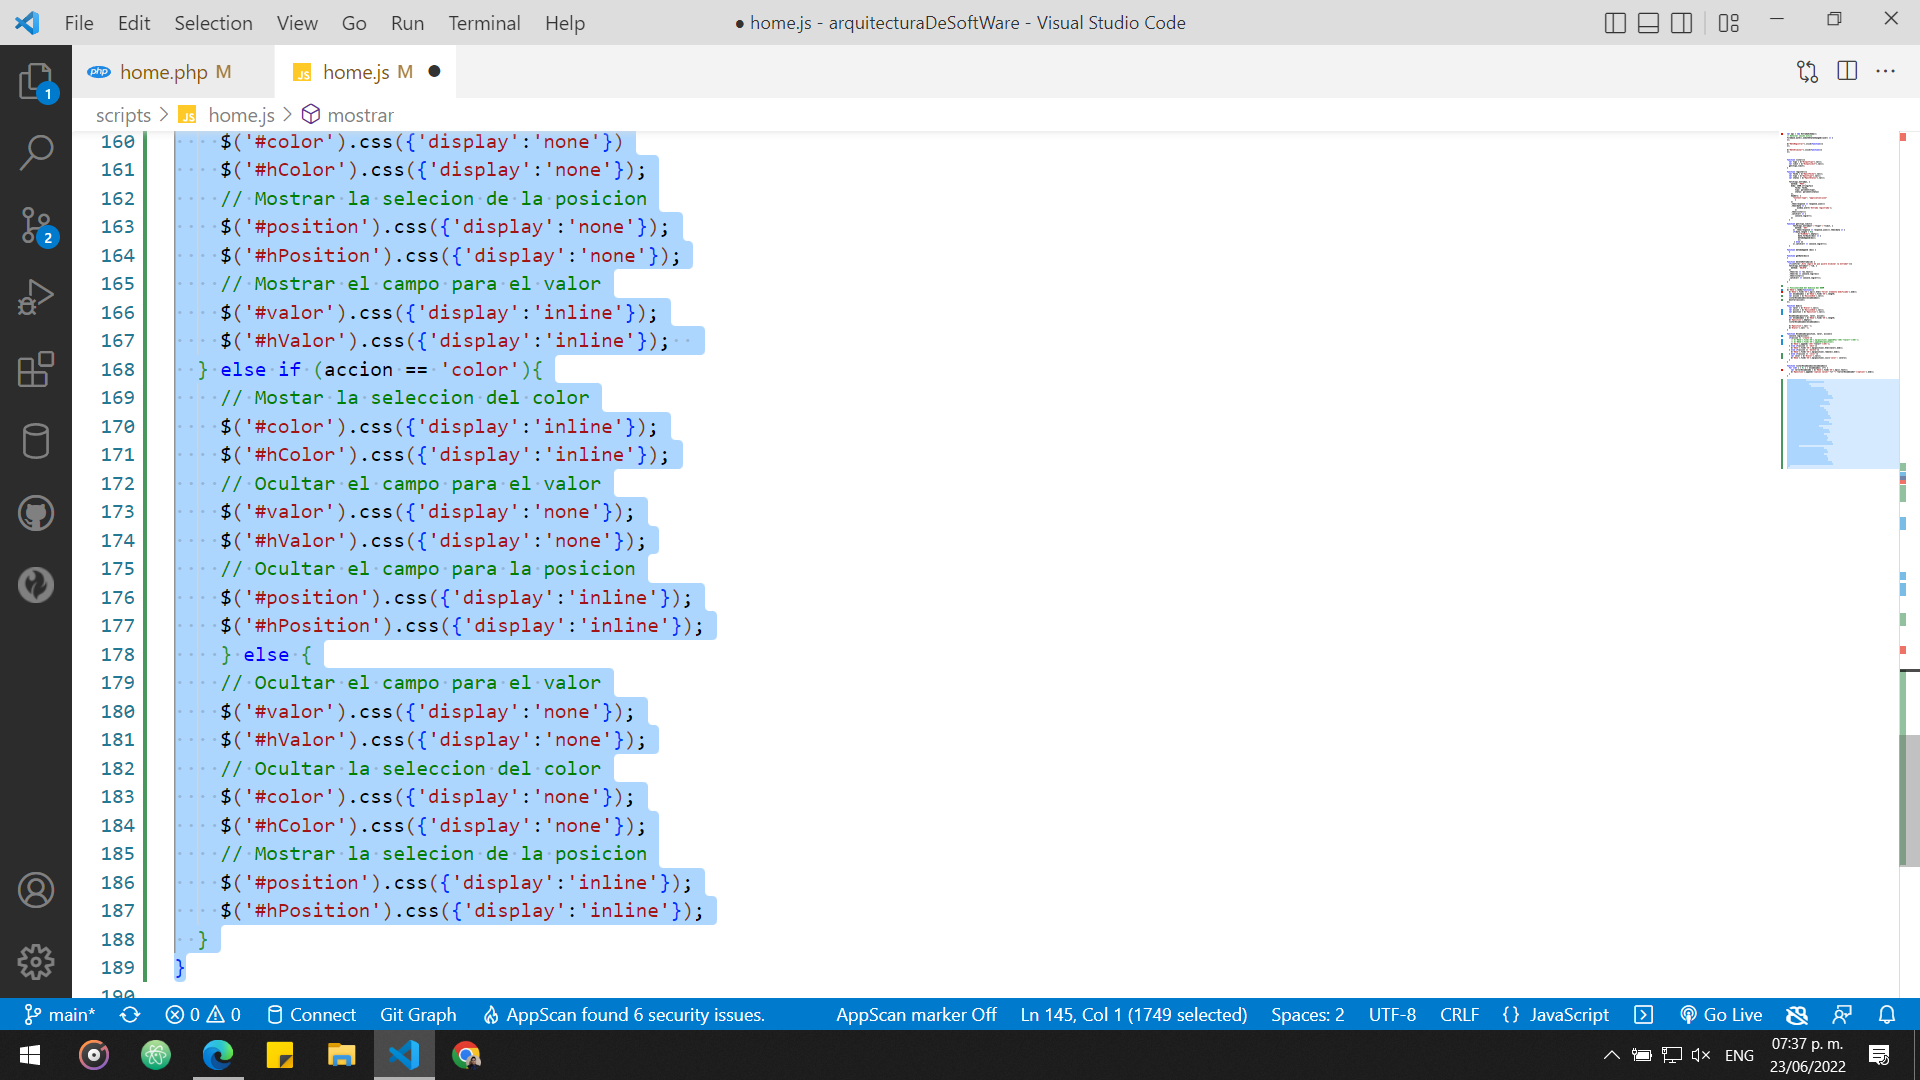 File Edit Selection View Go Run Terminal Help
● home.js - arquitecturaDeSoftWare - Visual Studio Code
php home.php M
JS home.js M ●
scripts > JS home.js > mostrar
160 $('#color').css({'display':'none'})
161 $('#hColor').css({'display':'none'});
162 // Mostrar la selecion de la posicion
163 $('#position').css({'display':'none'});
164 $('#hPosition').css({'display':'none'});
165 // Mostrar el campo para el valor
166 $('#valor').css({'display':'inline'});
167 $('#hValor').css({'display':'inline'});
168 } else if (accion == 'color'){
169 // Mostar la seleccion del color
170 $('#color').css({'display':'inline'});
171 $('#hColor').css({'display':'inline'});
172 // Ocultar el campo para el valor
173 $('#valor').css({'display':'none'});
174 $('#hValor').css({'display':'none'});
175 // Ocultar el campo para la posicion
176 $('#position').css({'display':'inline'});
177 $('#hPosition').css({'display':'inline'});
178 } else {
179 // Ocultar el campo para el valor
180 $('#valor').css({'display':'none'});
181 $('#hValor').css({'display':'none'});
182 // Ocultar la seleccion del color
183 $('#color').css({'display':'none'});
184 $('#hColor').css({'display':'none'});
185 // Mostrar la selecion de la posicion
186 $('#position').css({'display':'inline'});
187 $('#hPosition').css({'display':'inline'});
188 }
189 }
190
1
2
main* 0 0 Connect Git Graph AppScan found 6 security issues. AppScan marker Off Ln 145, Col 1 (1749 selected) Spaces: 2 UTF-8 CRLF {} JavaScript Go Live
ENG
07:37 p. m.
23/06/2022